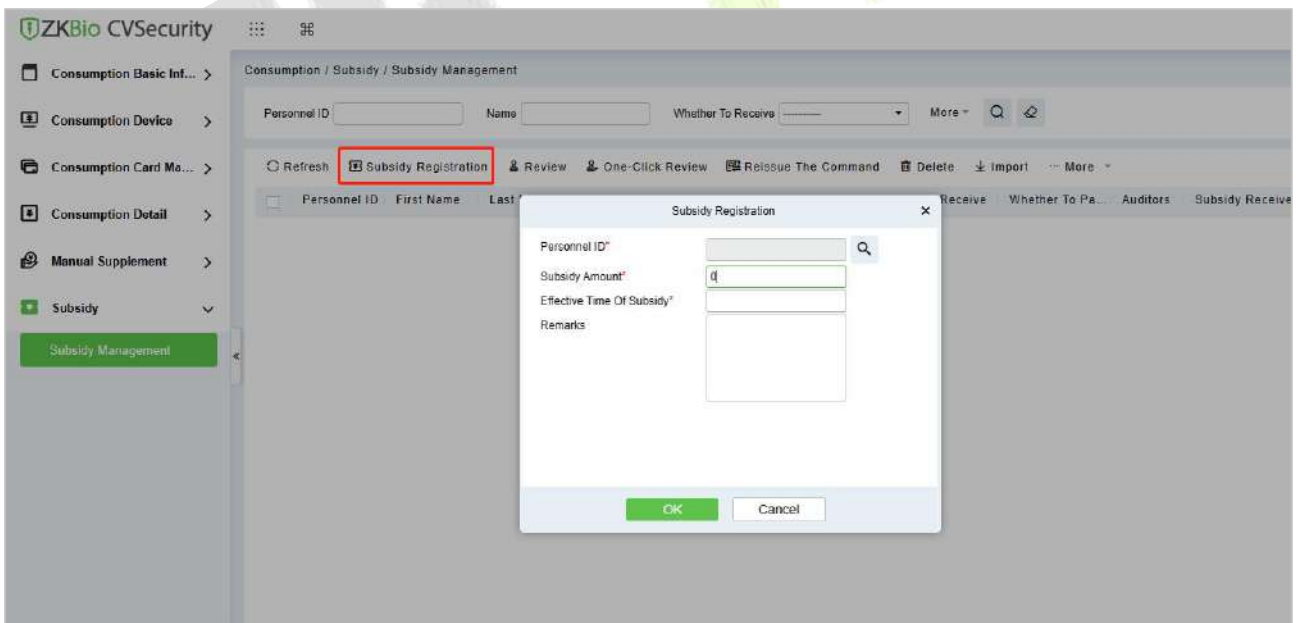 ZKBio CVSecurity
Consumption Basic Inf...
Consumption Device
Consumption Card Ma...
Consumption Detail
Manual Supplement
Subsidy
Subsidy Management
Consumption / Subsidy / Subsidy Management
Personnel ID Name Whether To Receive ---------- More
Refresh Subsidy Registration Review One-Click Review Reissue The Command Delete Import ··· More
Personnel ID First Name Last Receive Whether To Pa... Auditors Subsidy Receive
Subsidy Registration ×
Personnel ID*
Subsidy Amount* 0
Effective Time Of Subsidy*
Remarks
OK Cancel